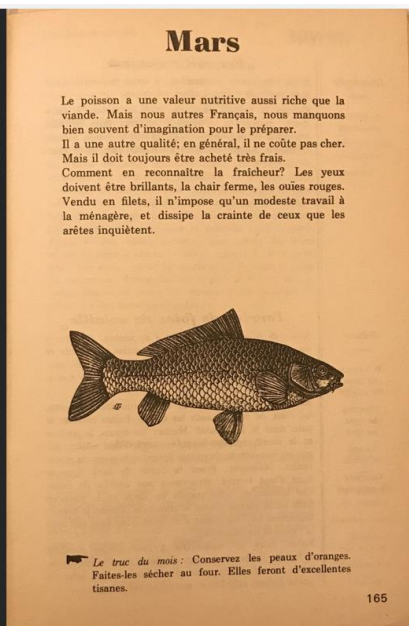 Mars
Le poisson a une valeur nutritive aussi riche que la
viande. Mais nous autres Français, nous manquons
bien souvent d'imagination pour le préparer.
Il a une autre qualité; en général, il ne coûte pas cher.
Mais il doit toujours être acheté très frais.
Comment en reconnaître la fraîcheur? Les yeux
doivent être brillants, la chair ferme, les ouïes rouges.
Vendu en filets, il n'impose qu'un modeste travail à
la ménagère, et dissipe la crainte de ceux que les
arêtes inquiètent.
Le truc du mois : Conservez les peaux d'oranges.
Faites-les sécher au four. Elles feront d'excellentes
tisanes.
165